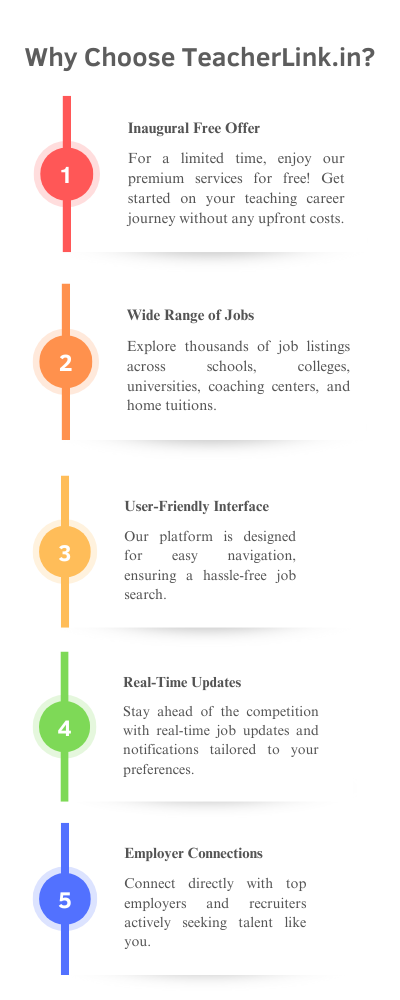 Why Choose TeacherLink.in?
1
Inaugural Free Offer
For a limited time, enjoy our
premium services for free! Get
started on your teaching career
journey without any upfront costs.
2
Wide Range of Jobs
Explore thousands of job listings
across schools, colleges,
universities, coaching centers, and
home tuitions.
3
User-Friendly Interface
Our platform is designed
for easy navigation,
ensuring a hassle-free job
search.
4
Real-Time Updates
Stay ahead of the competition
with real-time job updates and
notifications tailored to your
preferences.
5
Employer Connections
Connect directly with top
employers and recruiters
actively seeking talent like
you.